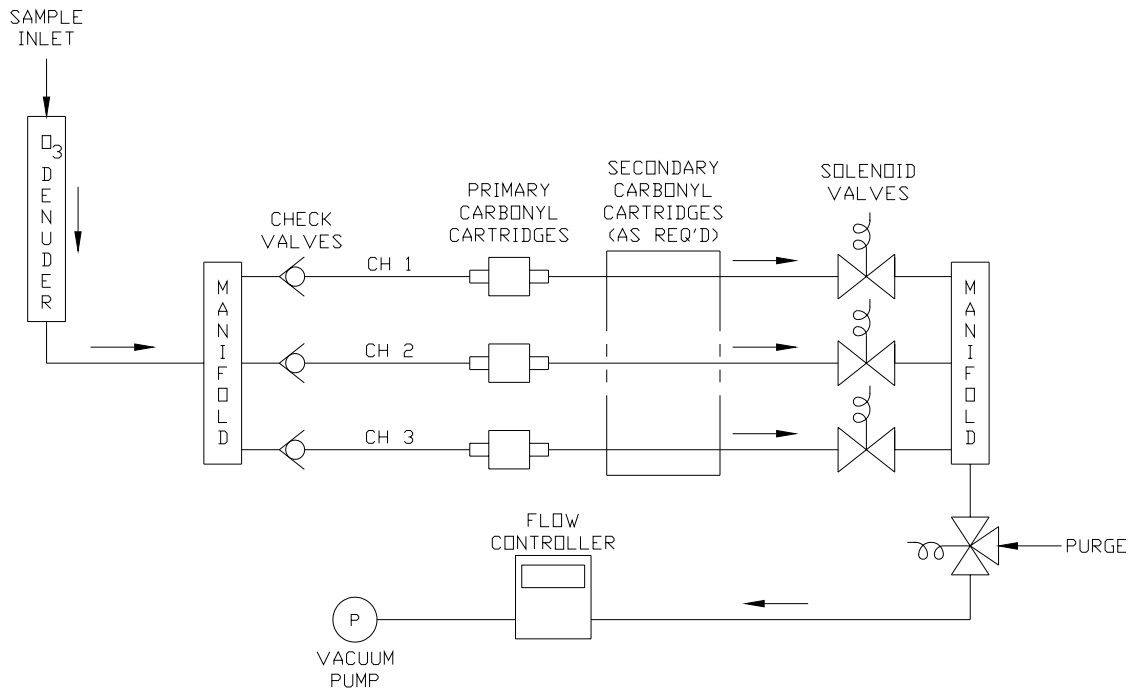 SAMPLE
INLET
O3 DENUDER
MANIFOLD
CHECK
VALVES
CH 1
CH 2
CH 3
PRIMARY
CARBONYL
CARTRIDGES
SECONDARY
CARBONYL
CARTRIDGES
(AS REQ'D)
SOLENOID
VALVES
MANIFOLD
PURGE
FLOW
CONTROLLER
P
VACUUM
PUMP